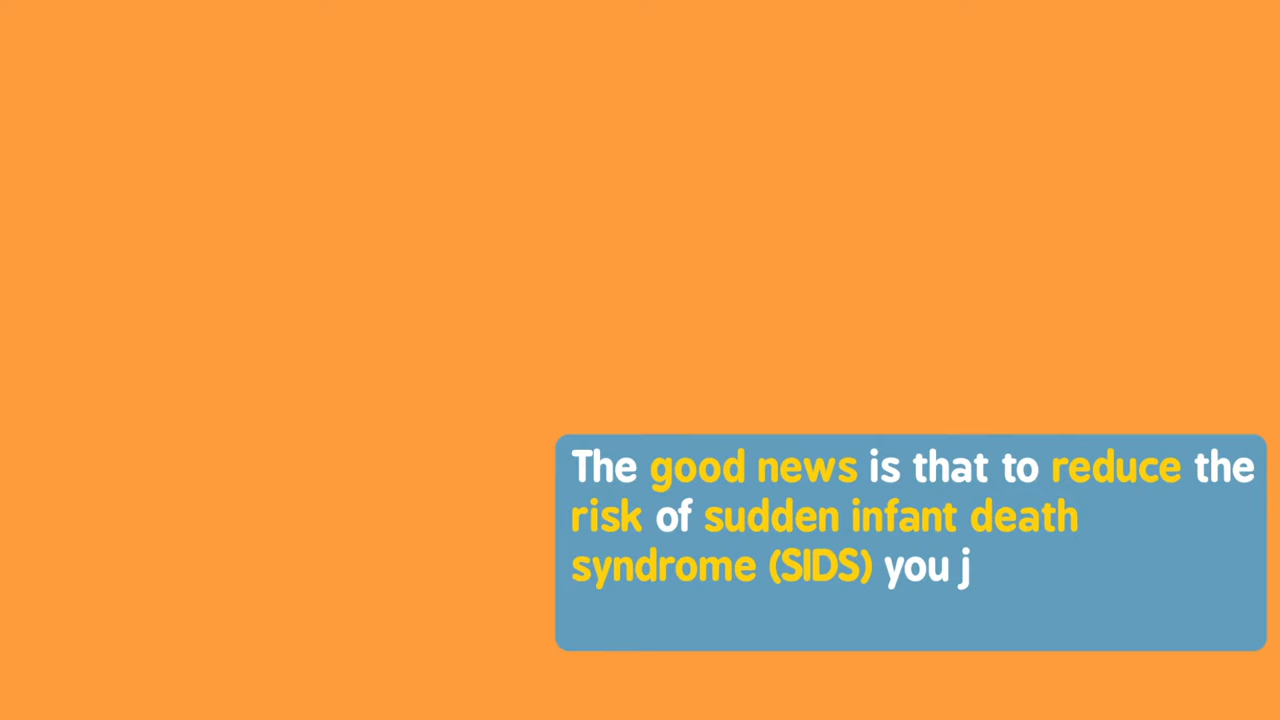 The good news is that to reduce the
risk of sudden infant death
syndrome (SIDS) you j